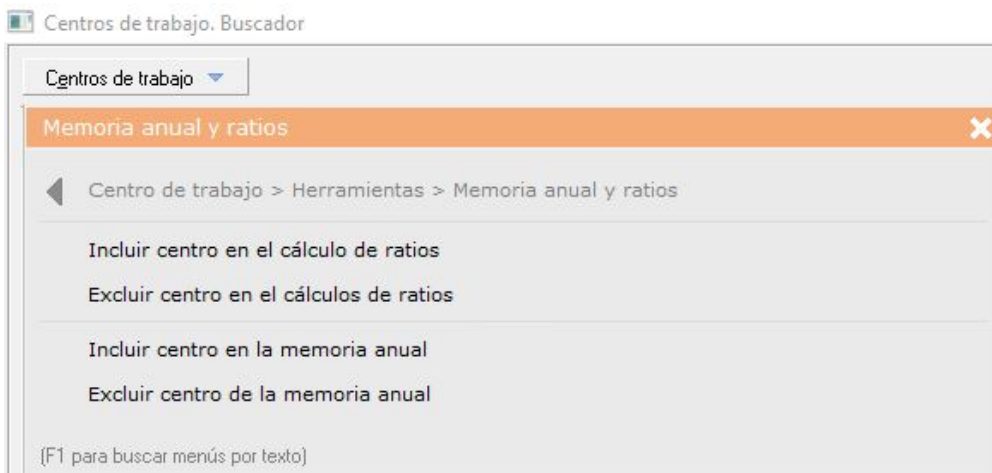 Centros de trabajo. Buscador
Centros de trabajo
Memoria anual y ratios
Centro de trabajo > Herramientas > Memoria anual y ratios
Incluir centro en el cálculo de ratios
Excluir centro en el cálculos de ratios
Incluir centro en la memoria anual
Excluir centro de la memoria anual
(F1 para buscar menús por texto)